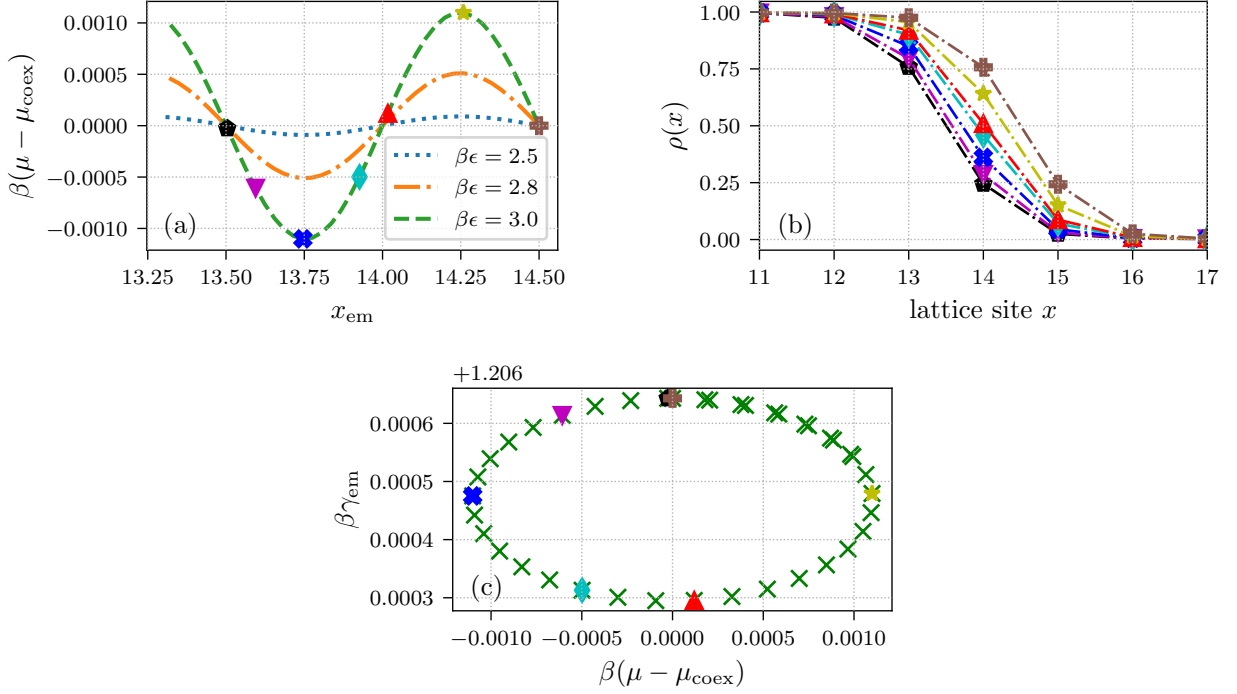 0.0010
0.0005
0.0000
−0.0005
−0.0010
β(μ − μcoex)
(a)
βϵ = 2.5
βϵ = 2.8
βϵ = 3.0
13.25 13.50 13.75 14.00 14.25 14.50
xem
1.00
0.75
0.50
0.25
0.00
ρ(x)
(b)
11 12 13 14 15 16 17
lattice site x
+1.206
0.0006
0.0005
0.0004
0.0003
βγem
(c)
−0.0010 −0.0005 0.0000 0.0005 0.0010
β(μ − μcoex)